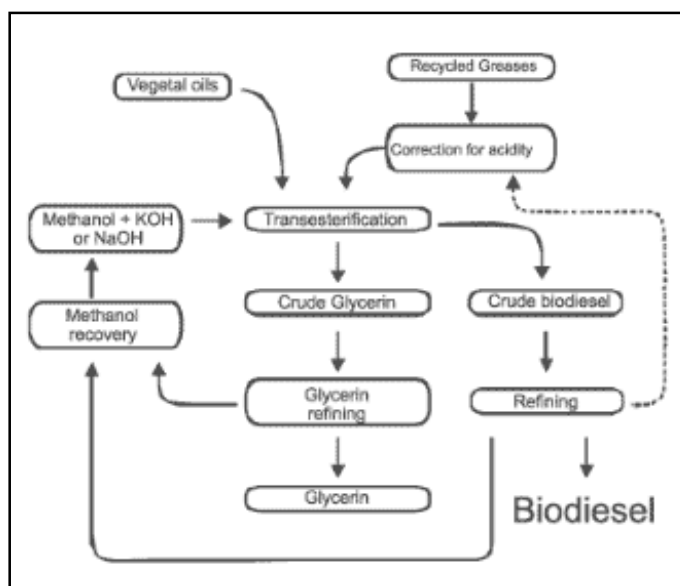 Recycled Greases
Vegetal oils
Correction for acidity
Methanol + KOH
or NaOH
Transesterification
Methanol
recovery
Crude Glycerin
Crude biodiesel
Glycerin
refining
Refining
Glycerin
Biodiesel